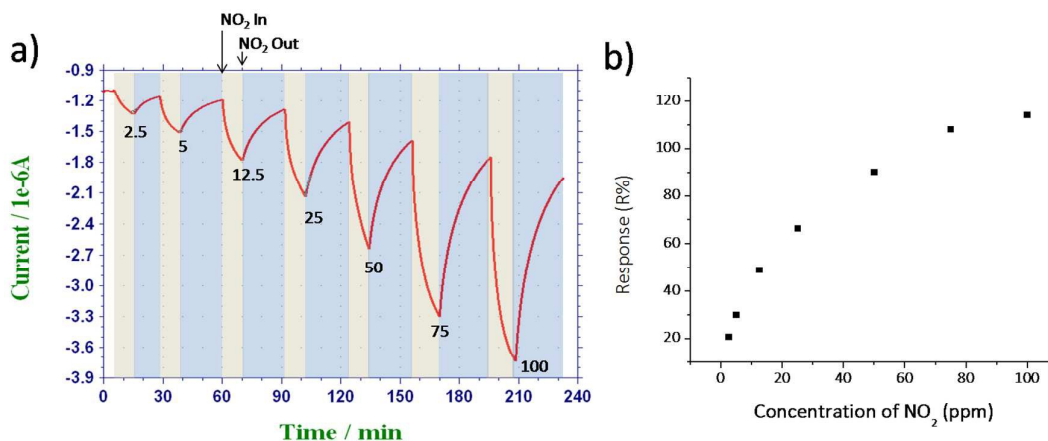 a)
NO₂ In
NO₂ Out
-0.9
-1.2
-1.5
-1.8
-2.1
-2.4
-2.7
-3.0
-3.3
-3.6
-3.9
Current / 1e-6A
2.5
5
12.5
25
50
75
100
0 30 60 90 120 150 180 210 240
Time / min
b)
120
100
80
60
40
20
Response (R%)
0 20 40 60 80 100
Concentration of NO₂ (ppm)